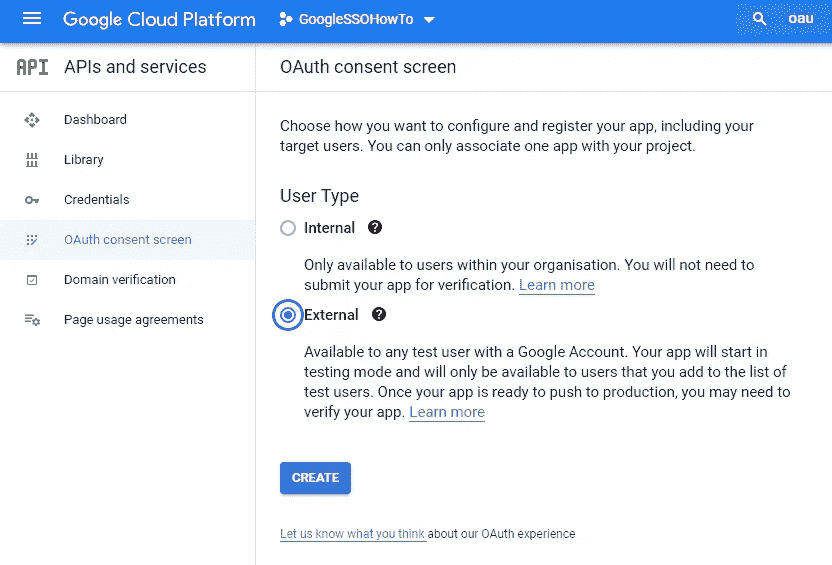 Google Cloud Platform
GoogleSSOHowTo
oau
API
APIs and services
Dashboard
Library
Credentials
OAuth consent screen
Domain verification
Page usage agreements
OAuth consent screen
Choose how you want to configure and register your app, including your
target users. You can only associate one app with your project.
User Type
Internal ?
Only available to users within your organisation. You will not need to
submit your app for verification. Learn more
External ?
Available to any test user with a Google Account. Your app will start in
testing mode and will only be available to users that you add to the list of
test users. Once your app is ready to push to production, you may need to
verify your app. Learn more
CREATE
Let us know what you think about our OAuth experience